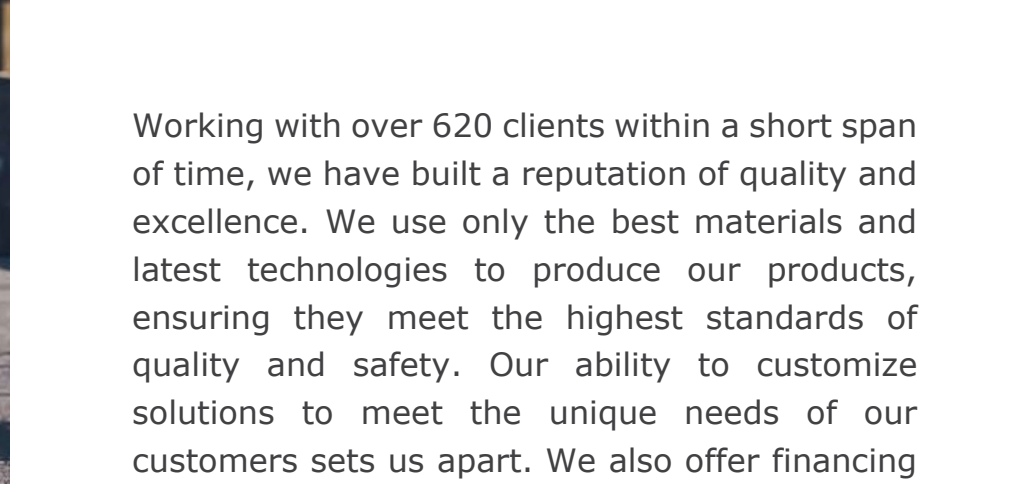 Working with over 620 clients within a short span
of time, we have built a reputation of quality and
excellence. We use only the best materials and
latest technologies to produce our products,
ensuring they meet the highest standards of
quality and safety. Our ability to customize
solutions to meet the unique needs of our
customers sets us apart. We also offer financing